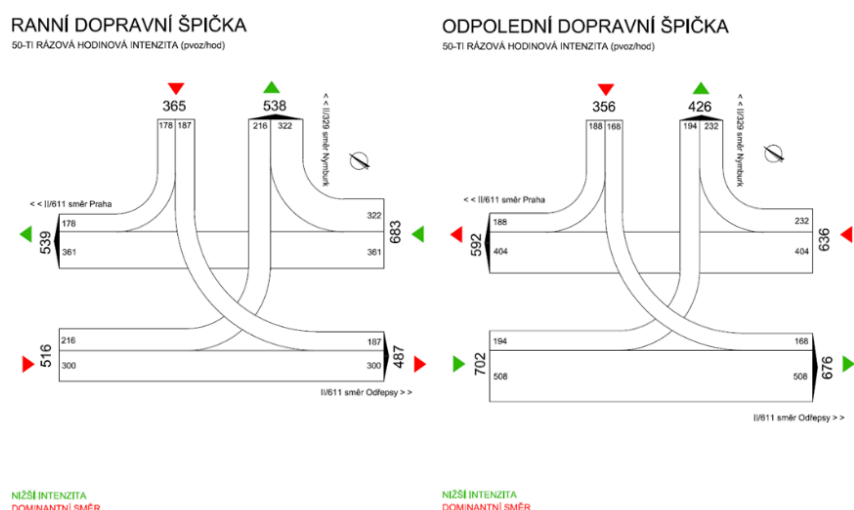 RANNÍ DOPRAVNÍ ŠPIČKA
50-TI RÁZOVÁ HODINOVÁ INTENZITA (pvoz/hod)
365
538
178 187
216 322
<< II/329 směr Nymburk
<< II/611 směr Praha
178
322
539
683
361
361
216
187
516
487
300
300
II/611 směr Odřepsy >>
NIŽŠÍ INTENZITA
DOMINANTNÍ SMĚR
ODPOLEDNÍ DOPRAVNÍ ŠPIČKA
50-TI RÁZOVÁ HODINOVÁ INTENZITA (pvoz/hod)
356
426
188 168
194 232
<< II/329 směr Nymburk
<< II/611 směr Praha
188
232
592
636
404
404
194
168
702
676
508
508
II/611 směr Odřepsy >>
NIŽŠÍ INTENZITA
DOMINANTNÍ SMĚR